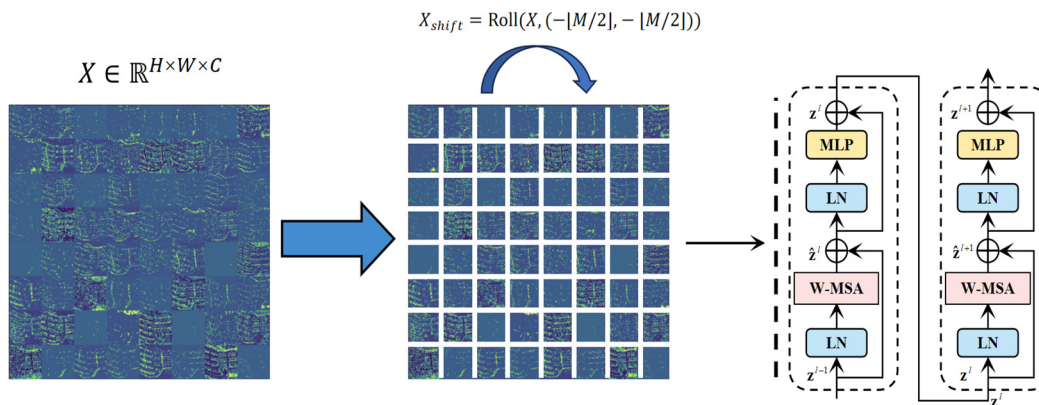 X_shift = Roll(X, (−⌊M/2⌋, − ⌊M/2⌋))
X ∈ ℝ^{H×W×C}
z^l
MLP
LN
ẑ^l
W-MSA
LN
z^{l-1}
z^{l+1}
MLP
LN
ẑ^{l+1}
W-MSA
LN
z^l
z^l